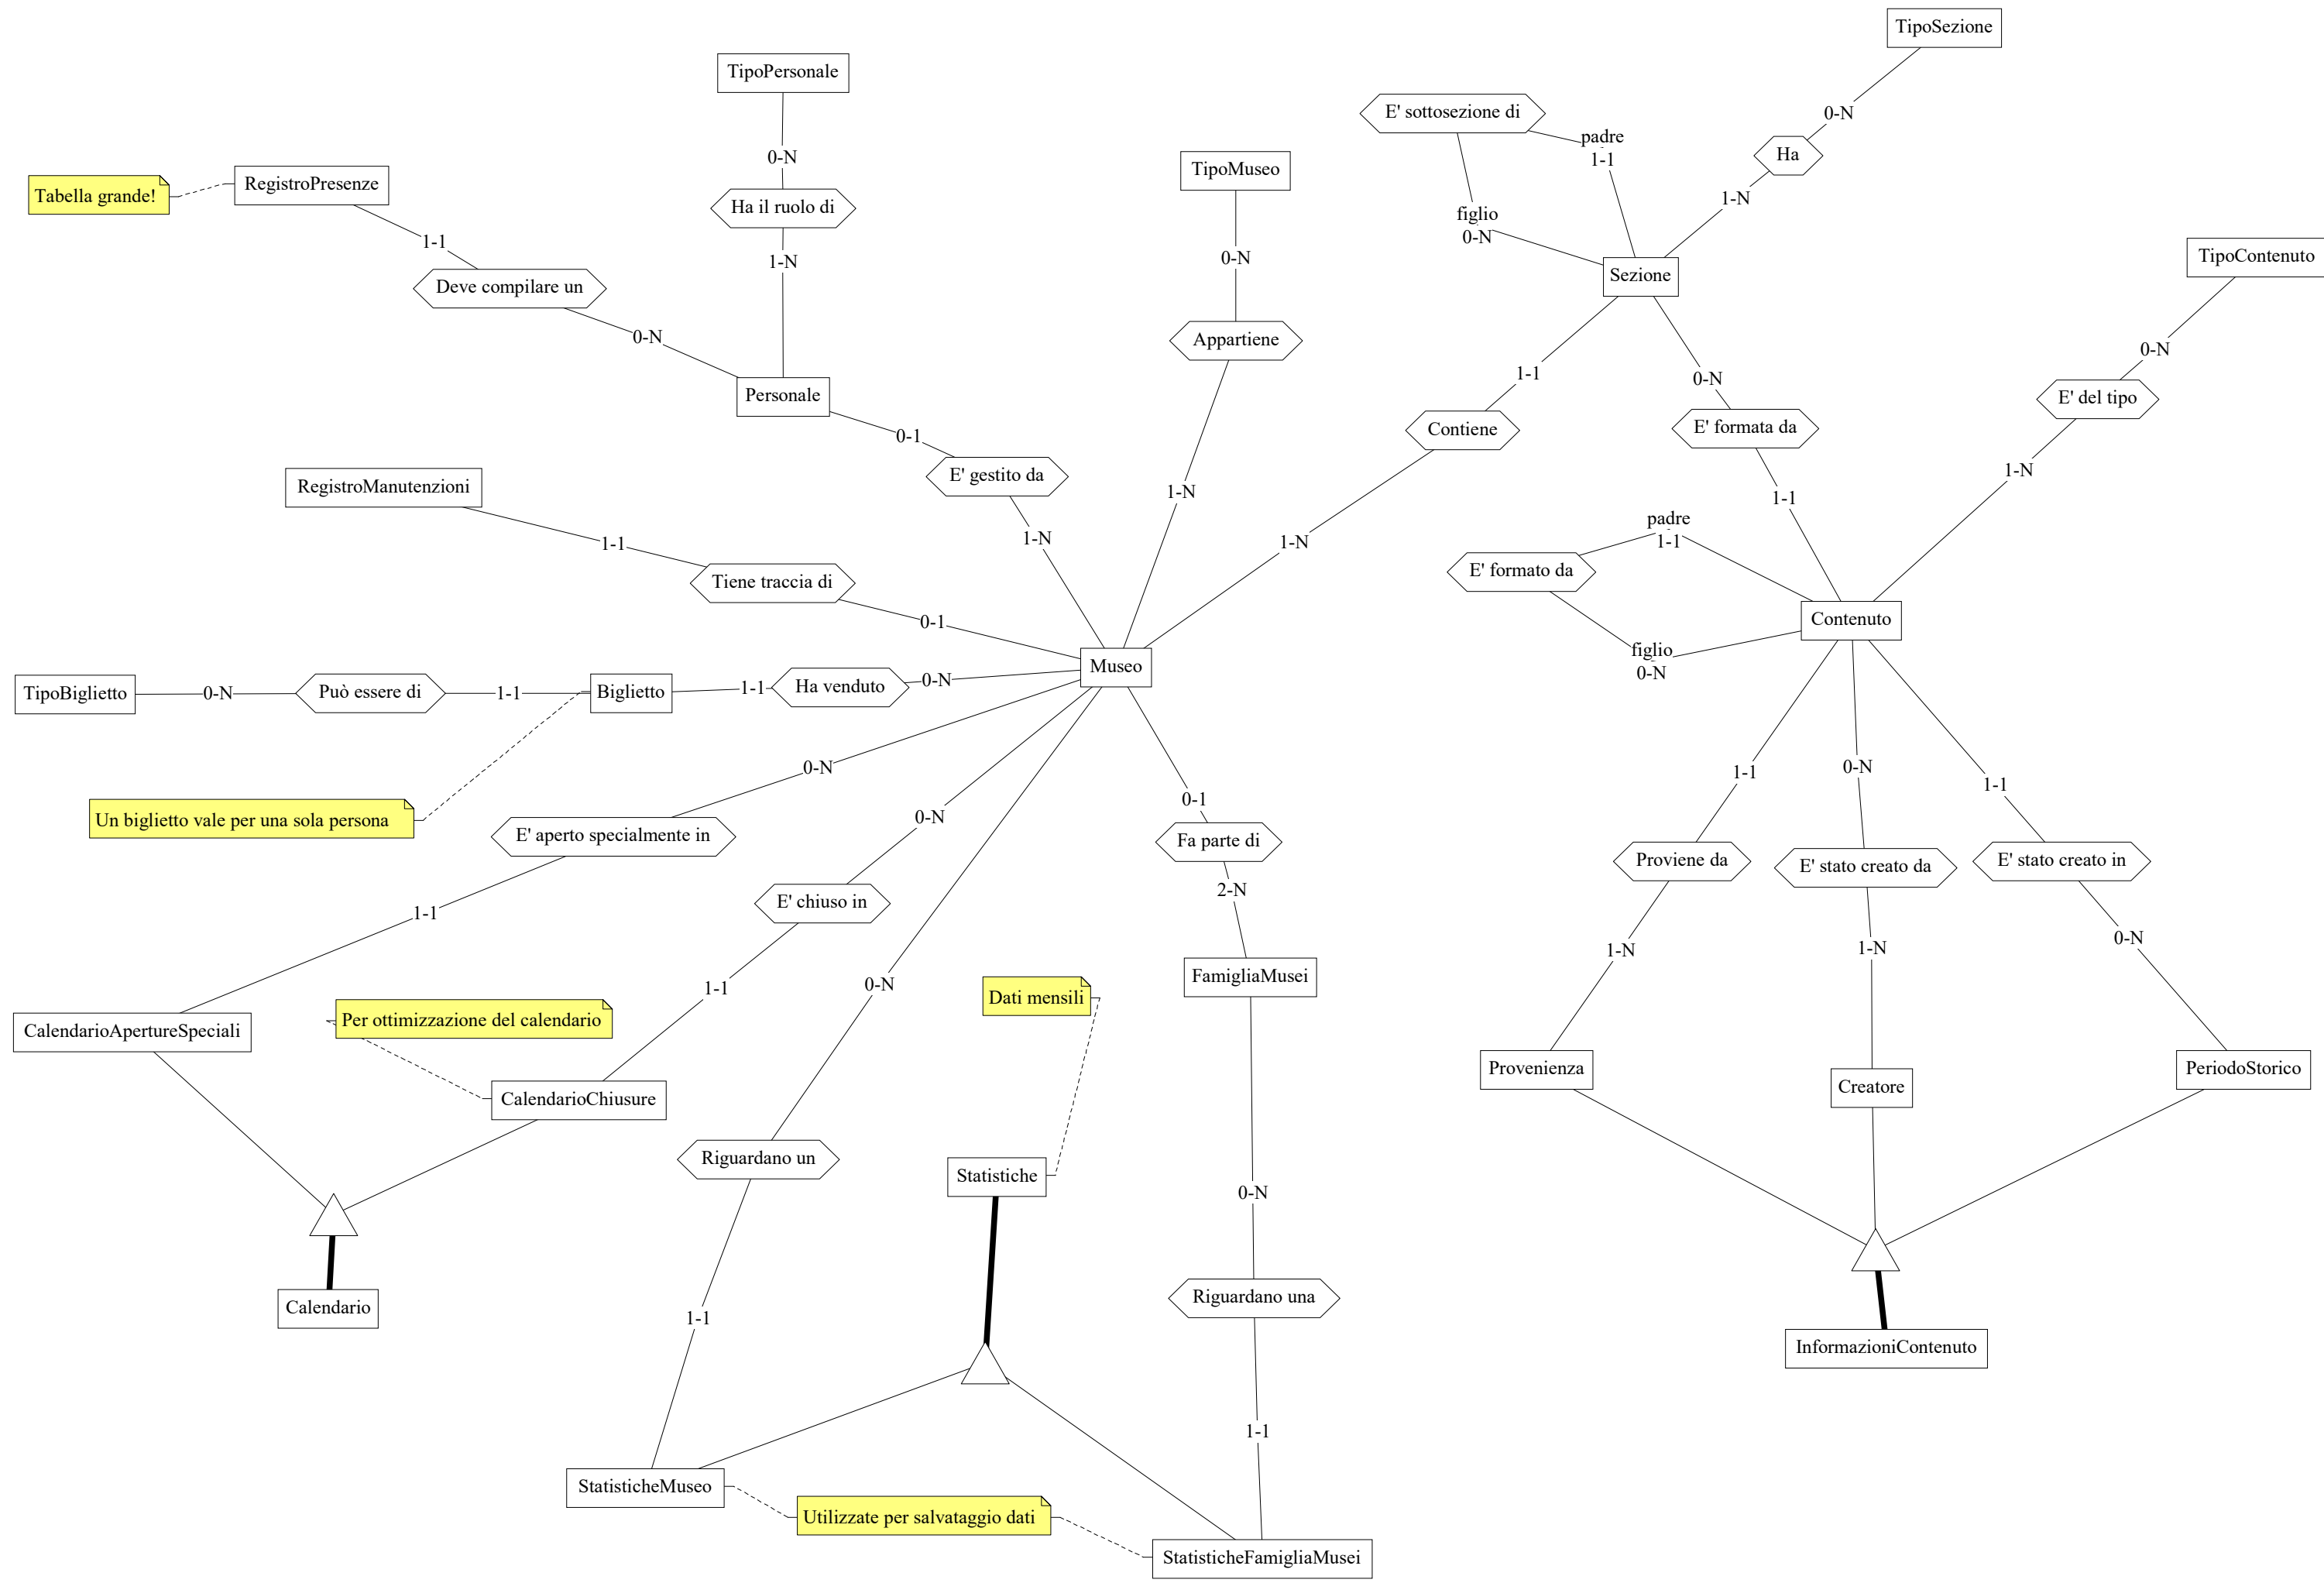 TipoSezione
TipoPersonale
E' sottosezione di
0-N
padre
1-1
Ha
0-N
TipoMuseo
RegistroPresenze
Tabella grande!
1-N
Ha il ruolo di
figlio
0-N
1-1
1-N
0-N
TipoContenuto
Sezione
Deve compilare un
0-N
Appartiene
0-N
1-1
0-N
Personale
E' del tipo
0-1
Contiene
E' formata da
E' gestito da
1-N
RegistroManutenzioni
1-N
1-1
padre
1-1
1-N
1-N
1-1
E' formato da
Tiene traccia di
0-1
Contenuto
figlio
0-N
Museo
TipoBiglietto
0-N
Può essere di
1-1
Biglietto
1-1
Ha venduto
0-N
0-N
1-1
0-N
1-1
0-1
Un biglietto vale per una sola persona
0-N
E' aperto specialmente in
Fa parte di
Proviene da
E' stato creato da
E' stato creato in
2-N
E' chiuso in
1-1
0-N
1-N
1-N
FamigliaMusei
0-N
1-1
Dati mensili
Per ottimizzazione del calendario
CalendarioApertureSpeciali
Provenienza
PeriodoStorico
Creatore
CalendarioChiusure
Riguardano un
Statistiche
0-N
Riguardano una
Calendario
1-1
InformazioniContenuto
1-1
StatisticheMuseo
Utilizzate per salvataggio dati
StatisticheFamigliaMusei